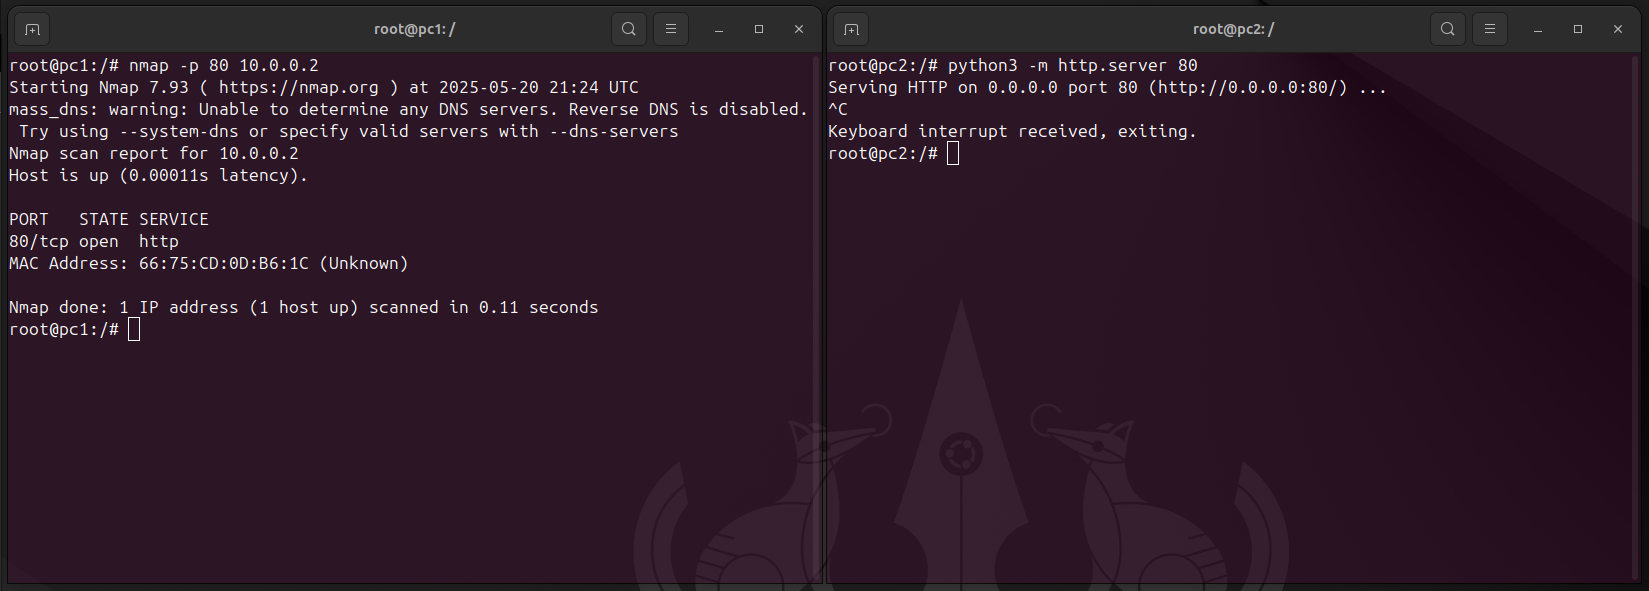 root@pc1: /
root@pc1:/# nmap -p 80 10.0.0.2
Starting Nmap 7.93 ( https://nmap.org ) at 2025-05-20 21:24 UTC
mass_dns: warning: Unable to determine any DNS servers. Reverse DNS is disabled.
 Try using --system-dns or specify valid servers with --dns-servers
Nmap scan report for 10.0.0.2
Host is up (0.00011s latency).
PORT   STATE SERVICE
80/tcp open  http
MAC Address: 66:75:CD:0D:B6:1C (Unknown)
Nmap done: 1 IP address (1 host up) scanned in 0.11 seconds
root@pc1:/#
root@pc2: /
root@pc2:/# python3 -m http.server 80
Serving HTTP on 0.0.0.0 port 80 (http://0.0.0.0:80/) ...
^C
Keyboard interrupt received, exiting.
root@pc2:/#